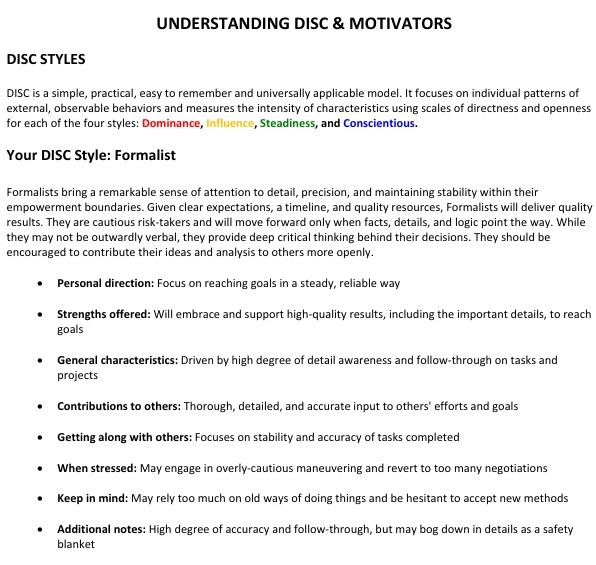 UNDERSTANDING DISC & MOTIVATORS
DISC STYLES
DISC is a simple, practical, easy to remember and universally applicable model. It focuses on individual patterns of
external, observable behaviors and measures the intensity of characteristics using scales of directness and openness
for each of the four styles: Dominance, Influence, Steadiness, and Conscientious.
Your DISC Style: Formalist
Formalists bring a remarkable sense of attention to detail, precision, and maintaining stability within their
empowerment boundaries. Given clear expectations, a timeline, and quality resources, Formalists will deliver quality
results. They are cautious risk-takers and will move forward only when facts, details, and logic point the way. While
they may not be outwardly verbal, they provide deep critical thinking behind their decisions. They should be
encouraged to contribute their ideas and analysis to others more openly.
• Personal direction: Focus on reaching goals in a steady, reliable way
• Strengths offered: Will embrace and support high-quality results, including the important details, to reach
goals
• General characteristics: Driven by high degree of detail awareness and follow-through on tasks and
projects
• Contributions to others: Thorough, detailed, and accurate input to others' efforts and goals
• Getting along with others: Focuses on stability and accuracy of tasks completed
• When stressed: May engage in overly-cautious maneuvering and revert to too many negotiations
• Keep in mind: May rely too much on old ways of doing things and be hesitant to accept new methods
• Additional notes: High degree of accuracy and follow-through, but may bog down in details as a safety
blanket